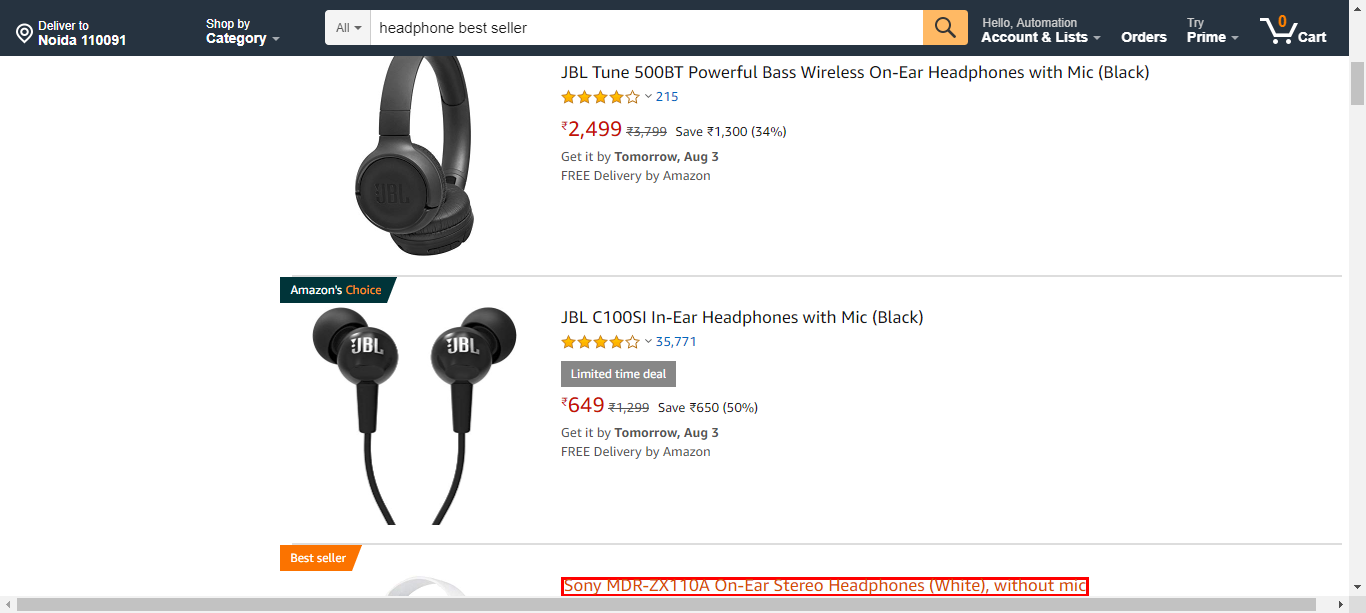 Deliver to
Noida 110091
Shop by
Category
All
headphone best seller
Hello, Automation
Account & Lists
Orders
Try
Prime
0
Cart
JBL
JBL Tune 500BT Powerful Bass Wireless On-Ear Headphones with Mic (Black)
215
₹2,499 ₹3,799 Save ₹1,300 (34%)
Get it by Tomorrow, Aug 3
FREE Delivery by Amazon
Amazon's Choice
JBL JBL
JBL C100SI In-Ear Headphones with Mic (Black)
35,771
Limited time deal
₹649 ₹1,299 Save ₹650 (50%)
Get it by Tomorrow, Aug 3
FREE Delivery by Amazon
Best seller
Sony MDR-ZX110A On-Ear Stereo Headphones (White), without mic